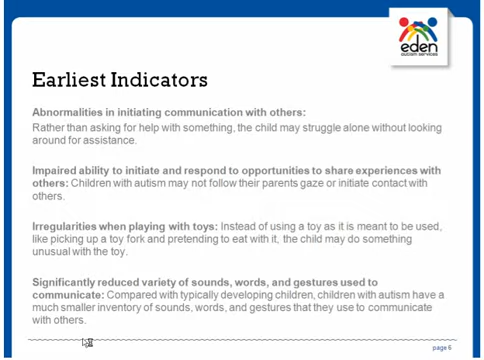 eden
autism services
Earliest Indicators
Abnormalities in initiating communication with others:
Rather than asking for help with something, the child may struggle alone without looking
around for assistance.
Impaired ability to initiate and respond to opportunities to share experiences with
others: Children with autism may not follow their parents gaze or initiate contact with
others.
Irregularities when playing with toys: Instead of using a toy as it is meant to be used,
like picking up a toy fork and pretending to eat with it, the child may do something
unusual with the toy.
Significantly reduced variety of sounds, words, and gestures used to
communicate: Compared with typically developing children, children with autism have a
much smaller inventory of sounds, words, and gestures that they use to communicate
with others.
page 6